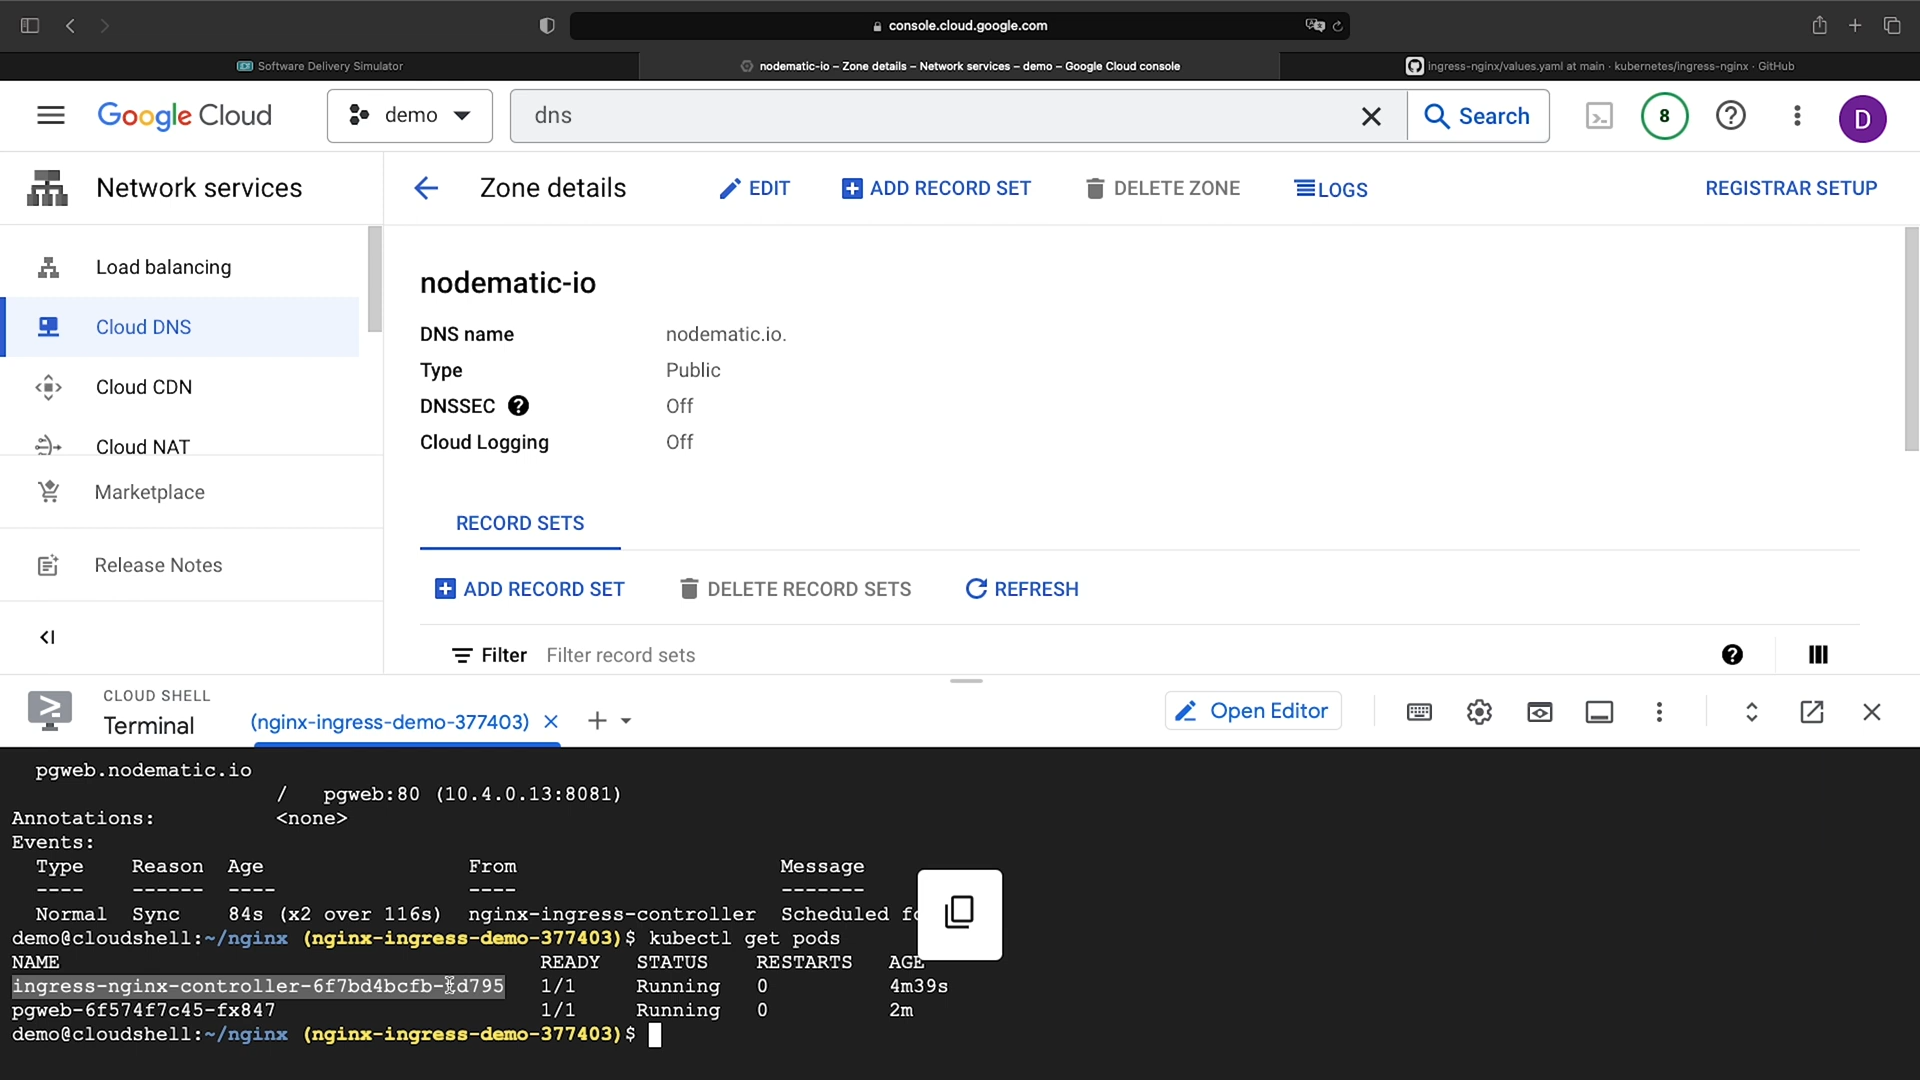 console.cloud.google.com
Software Delivery Simulator
nodematic-io – Zone details – Network services – demo – Google Cloud console
ingress-nginx/values.yaml at main · kubernetes/ingress-nginx · GitHub
Google Cloud
demo
dns
Search
8
D
Network services
Zone details
EDIT
ADD RECORD SET
DELETE ZONE
LOGS
REGISTRAR SETUP
Load balancing
Cloud DNS
Cloud CDN
Cloud NAT
Marketplace
Release Notes
nodematic-io
DNS name nodematic.io.
Type Public
DNSSEC Off
Cloud Logging Off
RECORD SETS
ADD RECORD SET
DELETE RECORD SETS
REFRESH
Filter Filter record sets
CLOUD SHELL
Terminal
(nginx-ingress-demo-377403)
Open Editor
pgweb.nodematic.io
/ pgweb:80 (10.4.0.13:8081)
Annotations: <none>
Events:
Type Reason Age From Message
---- ------ ---- ---- -------
Normal Sync 84s (x2 over 116s) nginx-ingress-controller Scheduled
demo@cloudshell:~/nginx (nginx-ingress-demo-377403)$ kubectl get pods
NAME READY STATUS RESTARTS AGE
1/1 Running 0 4m39s
pgweb-6f574f7c45-fx847 1/1 Running 0 2m
demo@cloudshell:~/nginx (nginx-ingress-demo-377403)$